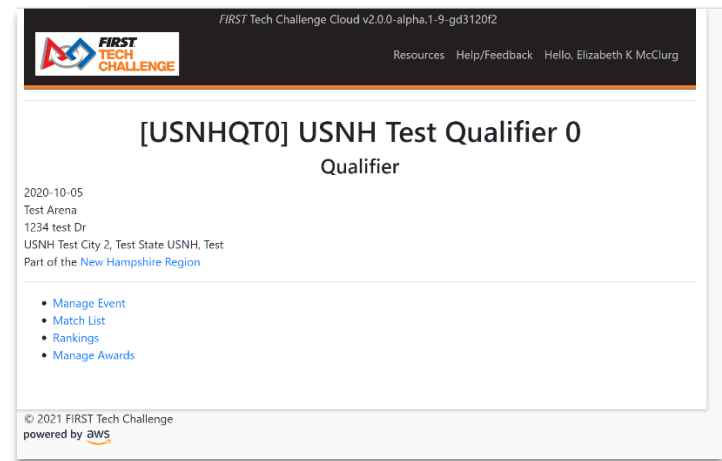 FIRST Tech Challenge Cloud v2.0.0-alpha.1-9-gd3120f2
FIRST
TECH
CHALLENGE
Resources Help/Feedback Hello, Elizabeth K McClurg
[USNHQT0] USNH Test Qualifier 0
Qualifier
2020-10-05
Test Arena
1234 test Dr
USNH Test City 2, Test State USNH, Test
Part of the New Hampshire Region
Manage Event
Match List
Rankings
Manage Awards
© 2021 FIRST Tech Challenge
powered by aws